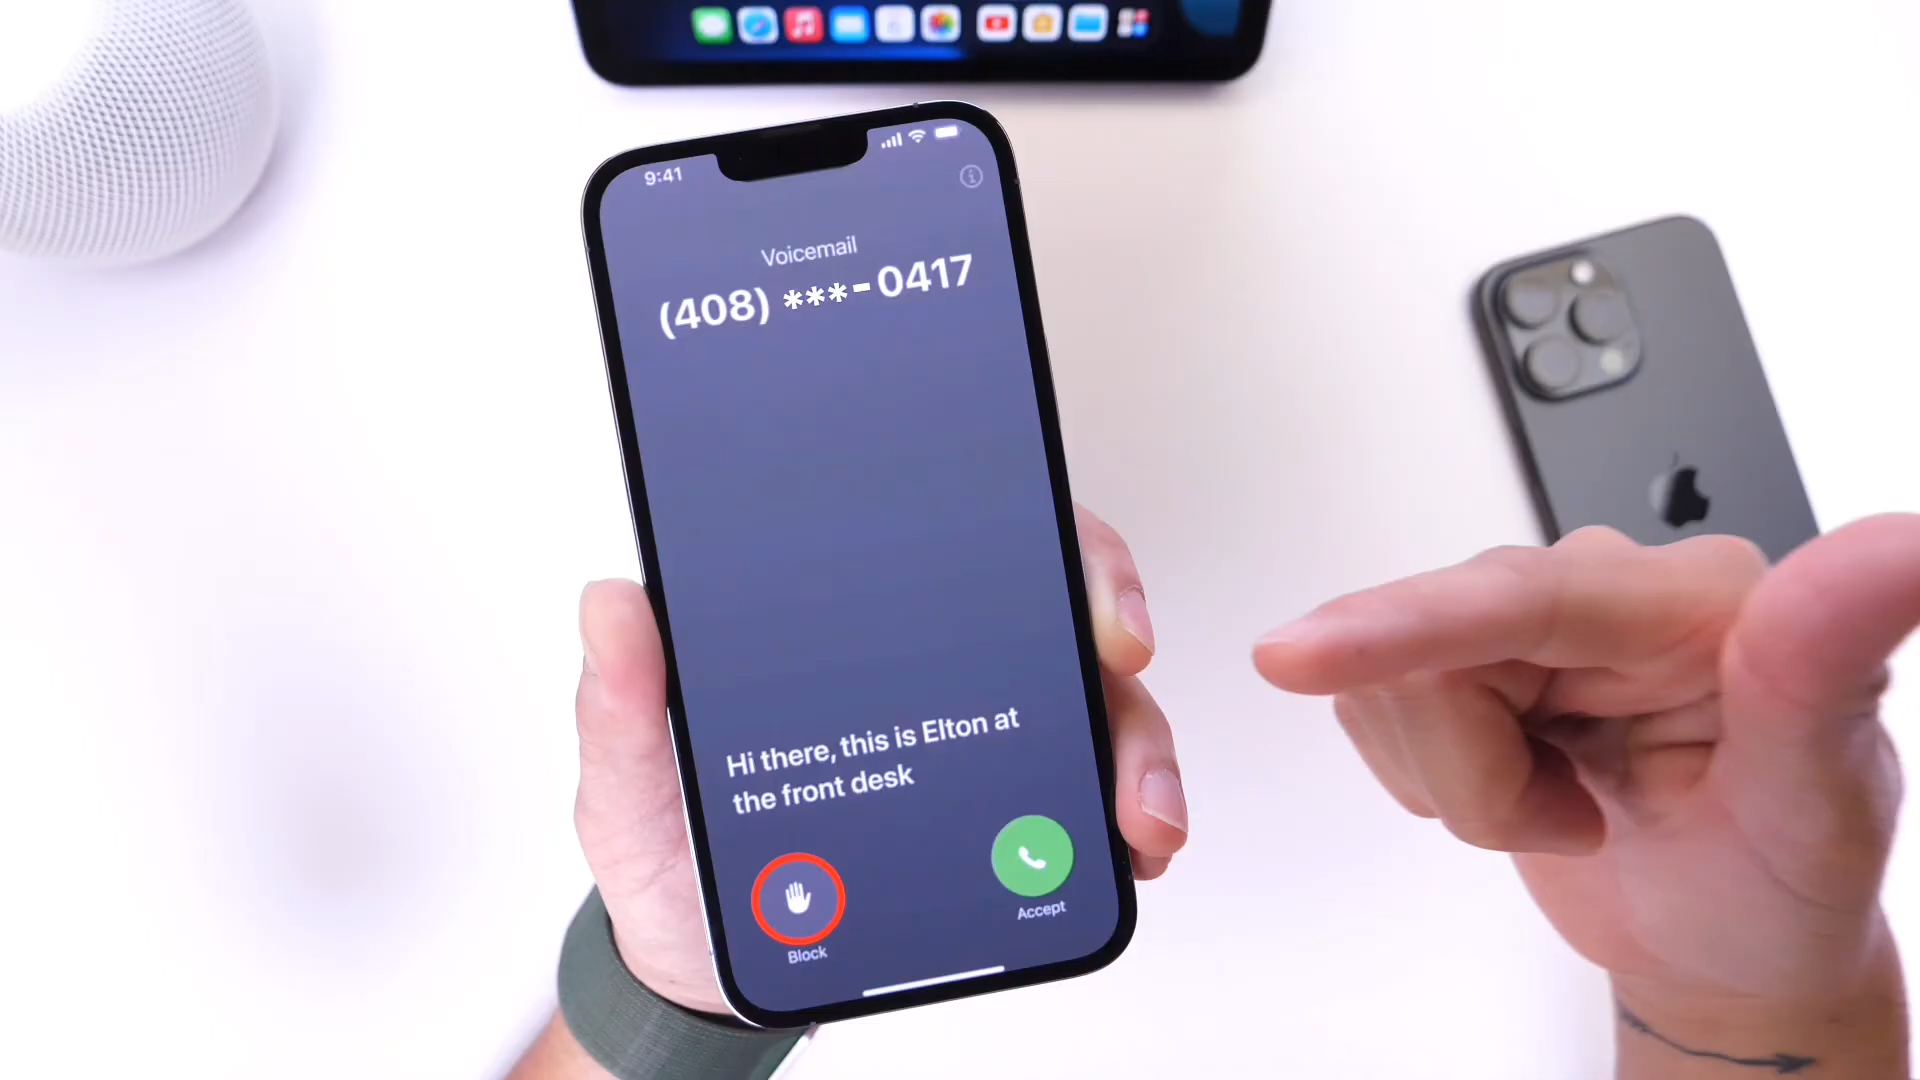 9:41
Voicemail
(408) ***-0417
Hi there, this is Elton at
the front desk
Block
Accept